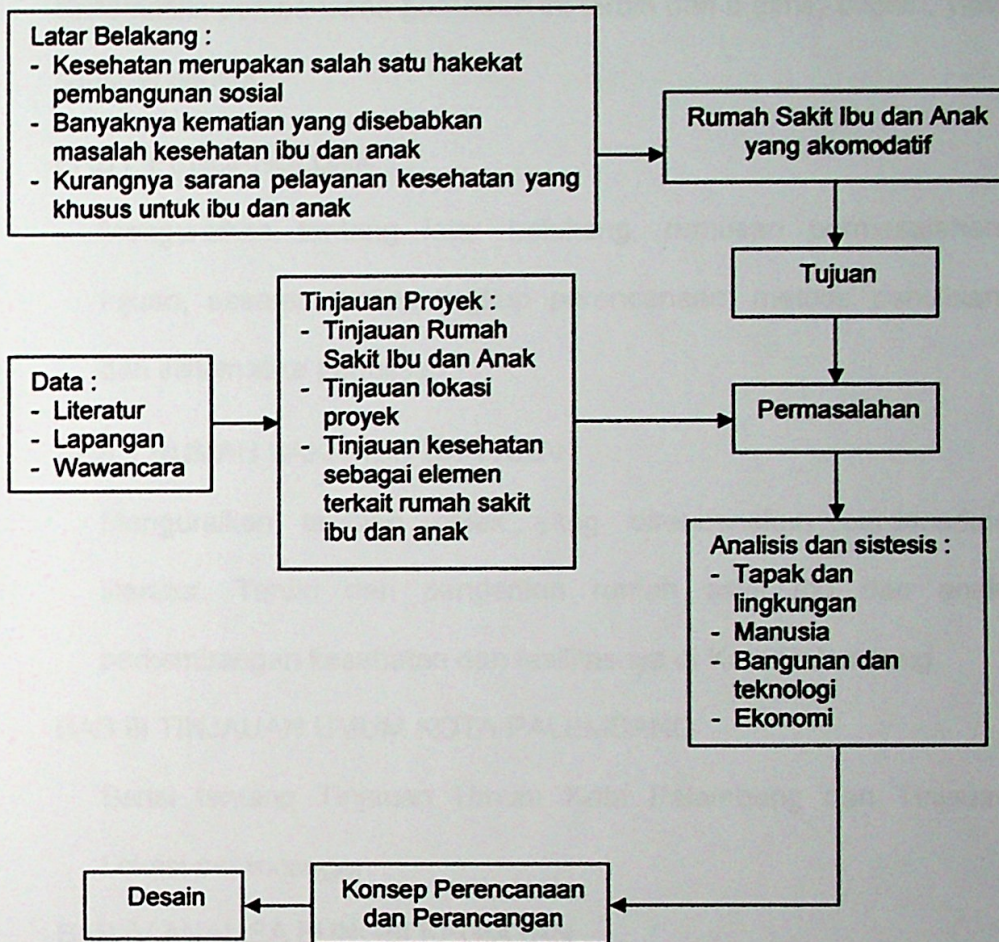 Latar Belakang :
- Kesehatan merupakan salah satu hakekat
pembangunan sosial
- Banyaknya kematian yang disebabkan
masalah kesehatan ibu dan anak
- Kurangnya sarana pelayanan kesehatan yang
khusus untuk ibu dan anak
Rumah Sakit Ibu dan Anak
yang akomodatif
Tujuan
Data :
- Literatur
- Lapangan
- Wawancara
Tinjauan Proyek :
- Tinjauan Rumah
Sakit Ibu dan Anak
- Tinjauan lokasi
proyek
- Tinjauan kesehatan
sebagai elemen
terkait rumah sakit
ibu dan anak
Permasalahan
Analisis dan sistesis :
- Tapak dan
lingkungan
- Manusia
- Bangunan dan
teknologi
- Ekonomi
Konsep Perencanaan
dan Perancangan
Desain